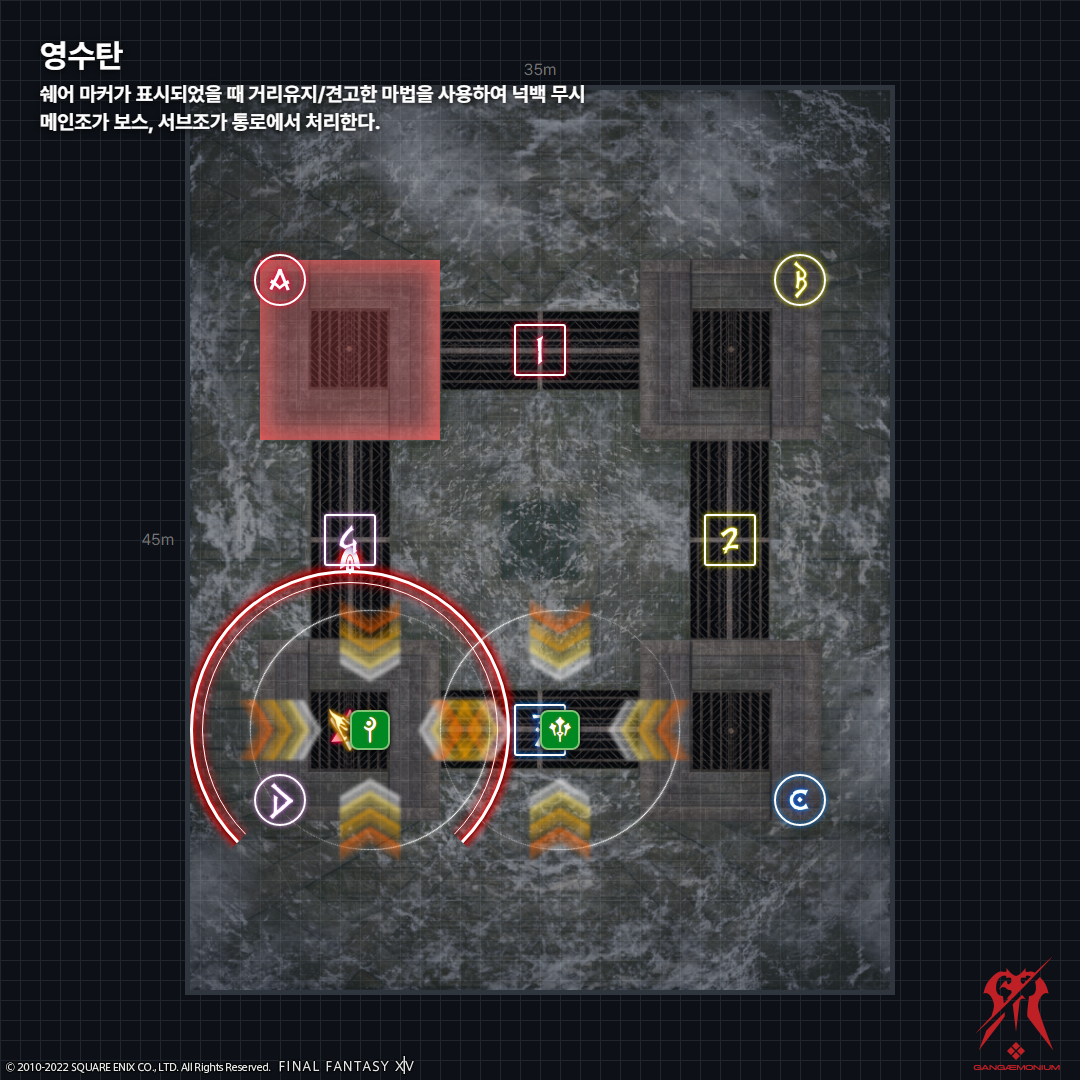 영수탄
35m
쉐어 마커가 표시되었을 때 거리유지/견고한 마법을 사용하여 넉백 무시
메인조가 보스, 서브조가 통로에서 처리한다.
A
B
1
45m
2
D
C
© 2010-2022 SQUARE ENIX CO., LTD. All Rights Reserved. FINAL FANTASY XIV
GANGÆMONIUM